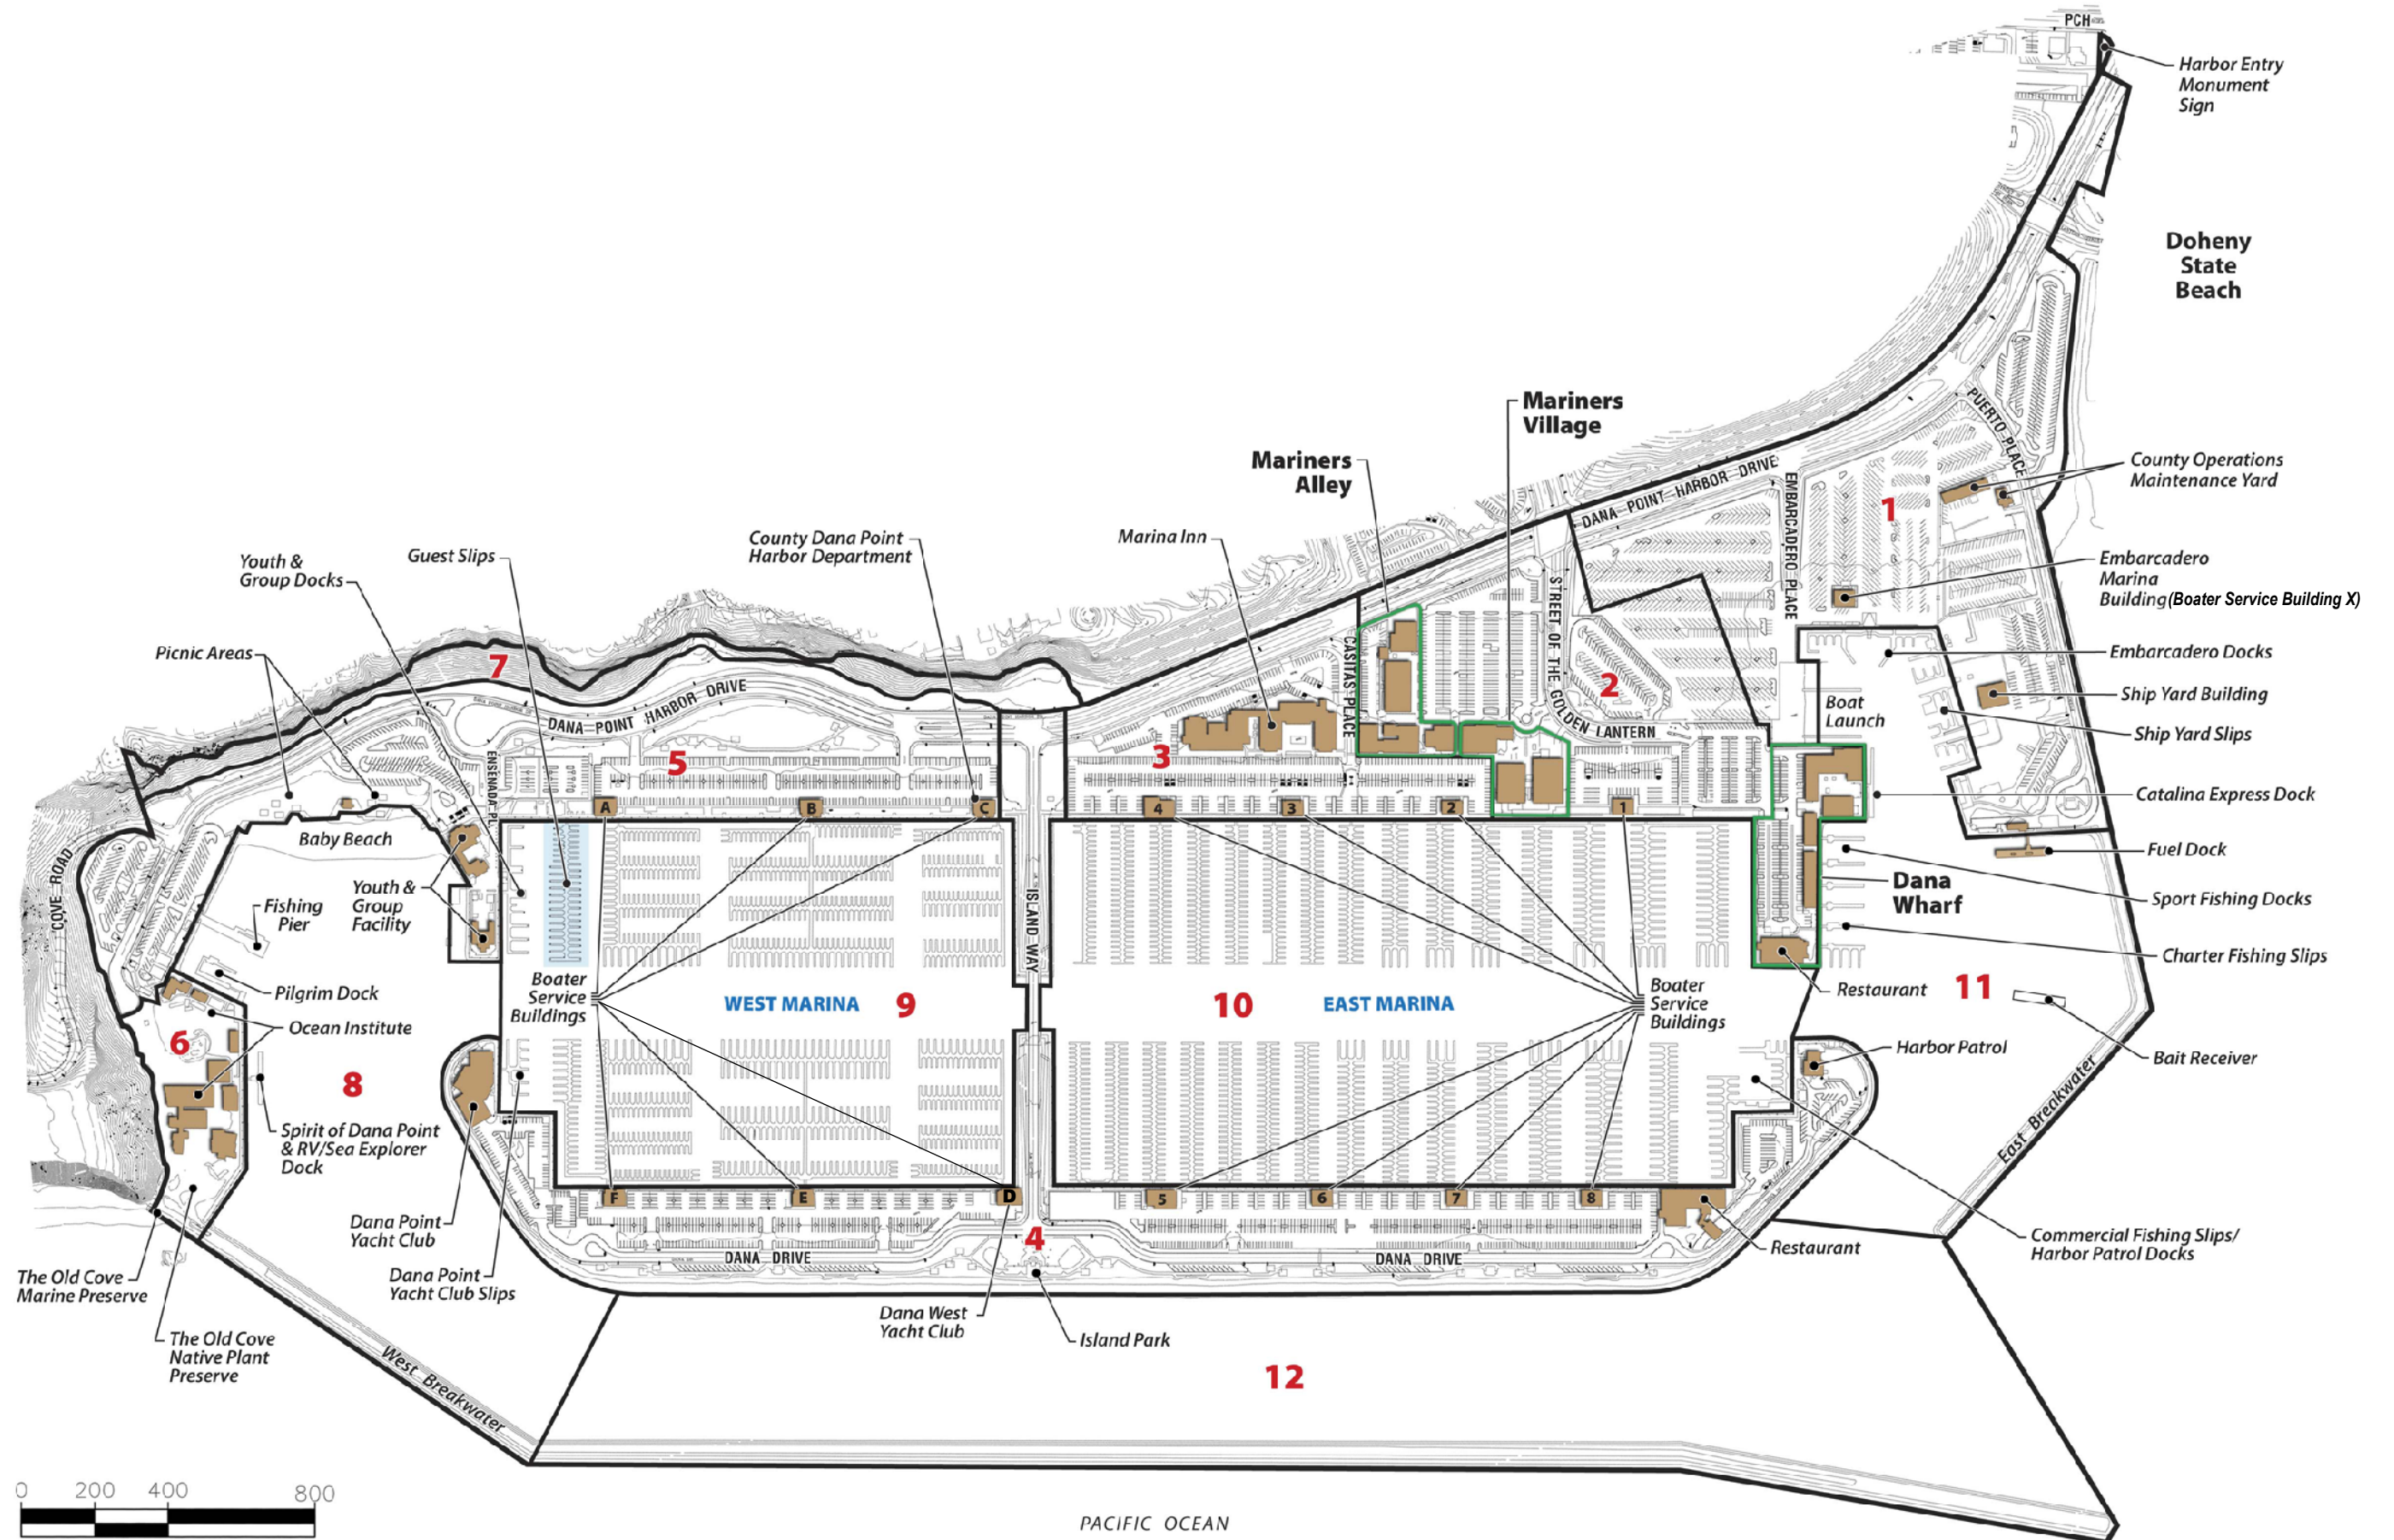 PCH
Harbor Entry
Monument
Sign
Doheny
State
Beach
Mariners
Village
Mariners
Alley
DANA POINT HARBOR DRIVE
PUERTO PLACE
EMBARCADERO PLACE
County Operations
Maintenance Yard
1
Marina Inn
County Dana Point
Harbor Department
Guest Slips
Youth &
Group Docks
Embarcadero
Marina
Building (Boater Service Building X)
STREET OF THE GOLDEN LANTERN
CASITAS PLACE
Picnic Areas
7
Embarcadero Docks
2
DANA POINT HARBOR DRIVE
Boat
Launch
Ship Yard Building
Ship Yard Slips
ENSENADA PL
5
3
Catalina Express Dock
A
B
C
4
3
2
1
Baby Beach
Fuel Dock
COVE ROAD
Youth &
Group
Facility
Dana
Wharf
Sport Fishing Docks
Fishing
Pier
ISLAND WAY
Charter Fishing Slips
Pilgrim Dock
Boater
Service
Buildings
WEST MARINA
9
10
EAST MARINA
Boater
Service
Buildings
Restaurant
11
Ocean Institute
6
Harbor Patrol
Bait Receiver
8
East Breakwater
Spirit of Dana Point
& RV/Sea Explorer
Dock
F
E
D
5
6
7
8
Dana Point
Yacht Club
4
Commercial Fishing Slips/
Harbor Patrol Docks
Restaurant
DANA DRIVE
DANA DRIVE
The Old Cove
Marine Preserve
Dana Point
Yacht Club Slips
Dana West
Yacht Club
Island Park
The Old Cove
Native Plant
Preserve
West Breakwater
12
0 200 400 800
PACIFIC OCEAN